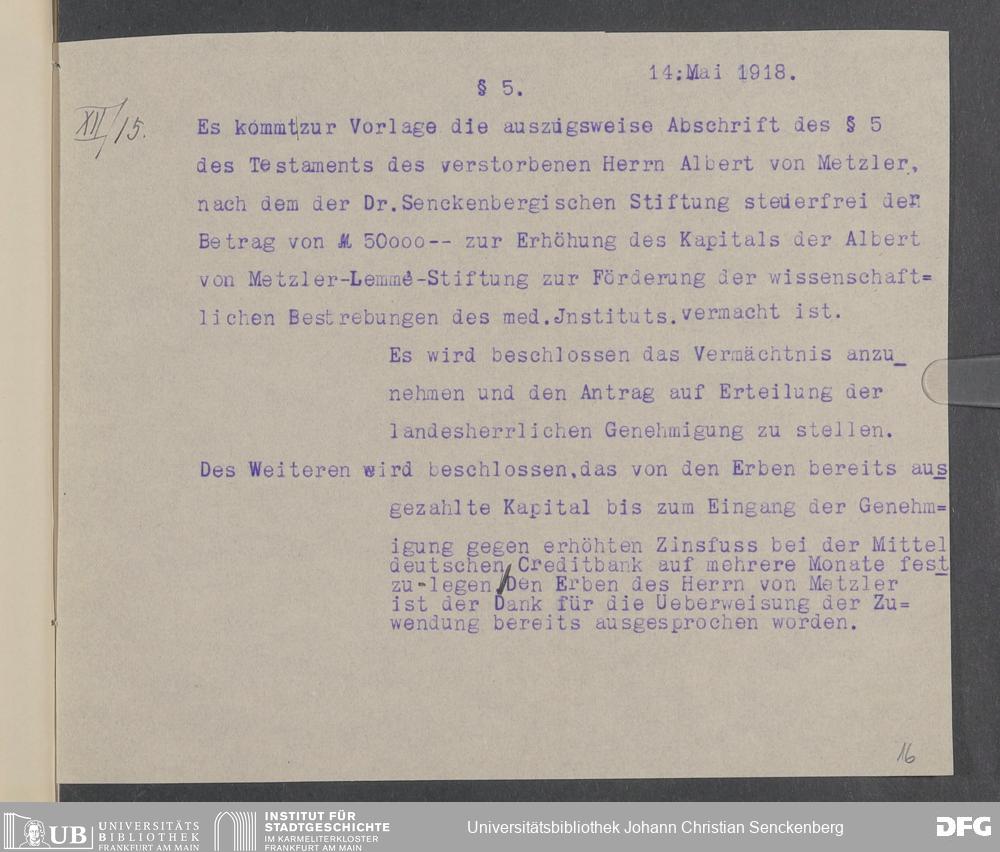 14:Mai 1918.
§ 5.
XII/15.
Es kommt zur Vorlage die auszugsweise Abschrift des § 5
des Testaments des verstorbenen Herrn Albert von Metzler,
nach dem der Dr.Senckenbergischen Stiftung steuerfrei der
Betrag von M 50ooo-- zur Erhöhung des Kapitals der Albert
von Metzler-Lemmé-Stiftung zur Förderung der wissenschaft=
lichen Bestrebungen des med.Jnstituts.vermacht ist.
Es wird beschlossen das Vermächtnis anzu_
nehmen und den Antrag auf Erteilung der
landesherrlichen Genehmigung zu stellen.
Des Weiteren wird beschlossen,das von den Erben bereits aus
gezahlte Kapital bis zum Eingang der Genehm=
igung gegen erhöhten Zinsfuss bei der Mittel
deutschen Creditbank auf mehrere Monate fest
zu-legen/Den Erben des Herrn von Metzler
ist der Dank für die Ueberweisung der Zu=
wendung bereits ausgesprochen worden.
16
UB UNIVERSITÄTS
BIBLIOTHEK
FRANKFURT AM MAIN
INSTITUT FÜR
STADTGESCHICHTE
IM KARMELITERKLOSTER
FRANKFURT AM MAIN
Universitätsbibliothek Johann Christian Senckenberg
DFG